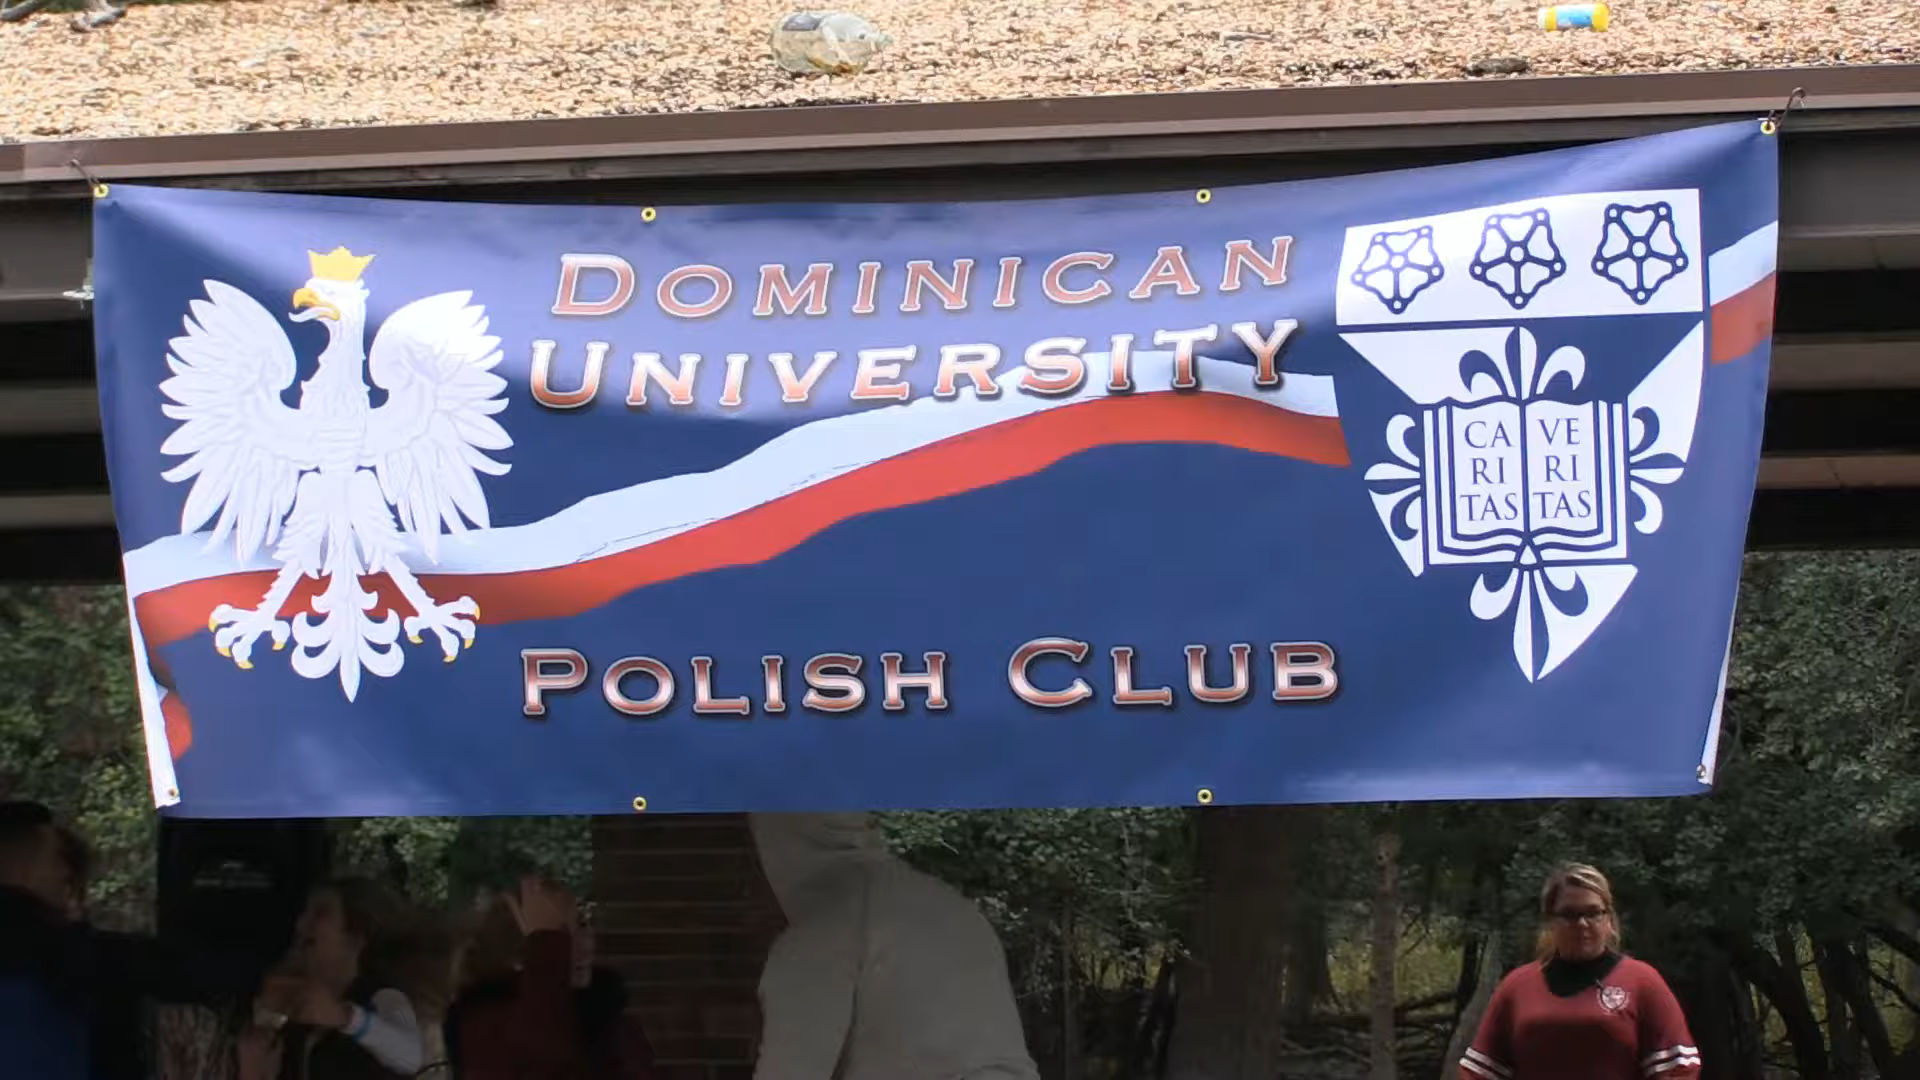 DOMINICAN
UNIVERSITY
CA VE
RI RI
TAS TAS
POLISH CLUB